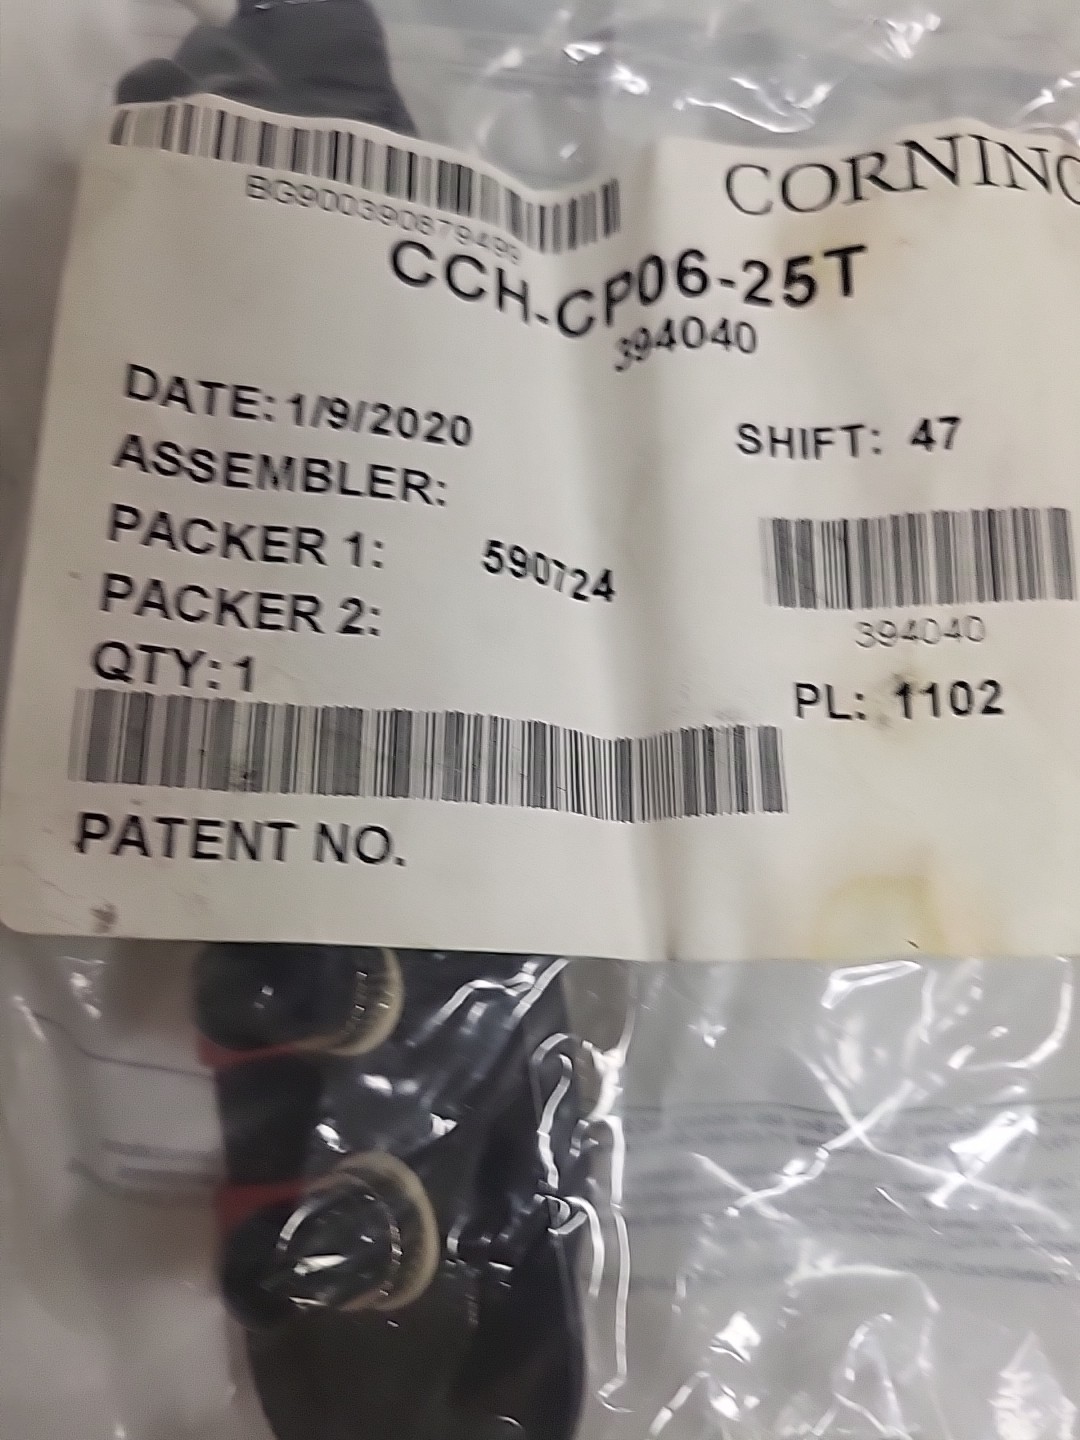 CORNING
BG900390879499
CCH-CP06-25T
394040
DATE: 1/9/2020
SHIFT: 47
ASSEMBLER:
PACKER 1: 590724
PACKER 2:
394040
QTY: 1
PL: 1102
PATENT NO.